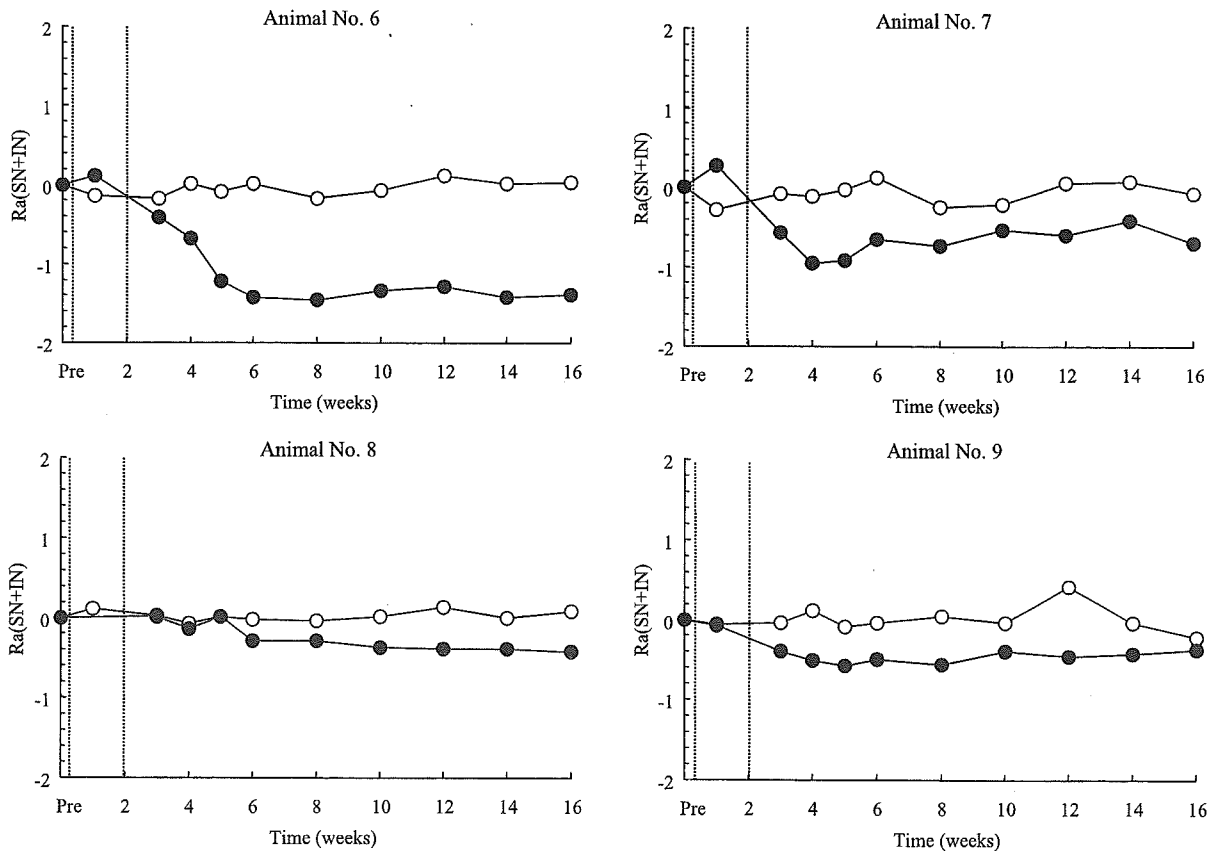 Animal No. 6
Ra(SN+IN)
2
1
0
-1
-2
Pre 2 4 6 8 10 12 14 16
Time (weeks)
Animal No. 7
Ra(SN+IN)
2
1
0
-1
-2
Pre 2 4 6 8 10 12 14 16
Time (weeks)
Animal No. 8
Ra(SN+IN)
2
1
0
-1
-2
Pre 2 4 6 8 10 12 14 16
Time (weeks)
Animal No. 9
Ra(SN+IN)
2
1
0
-1
-2
Pre 2 4 6 8 10 12 14 16
Time (weeks)